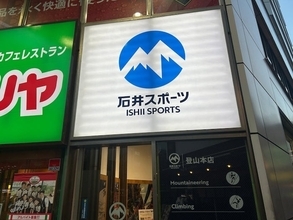 カフェレストラン
リヤ
石井スポーツ
ISHII SPORTS
登山本店
Mountaineering
Climbing